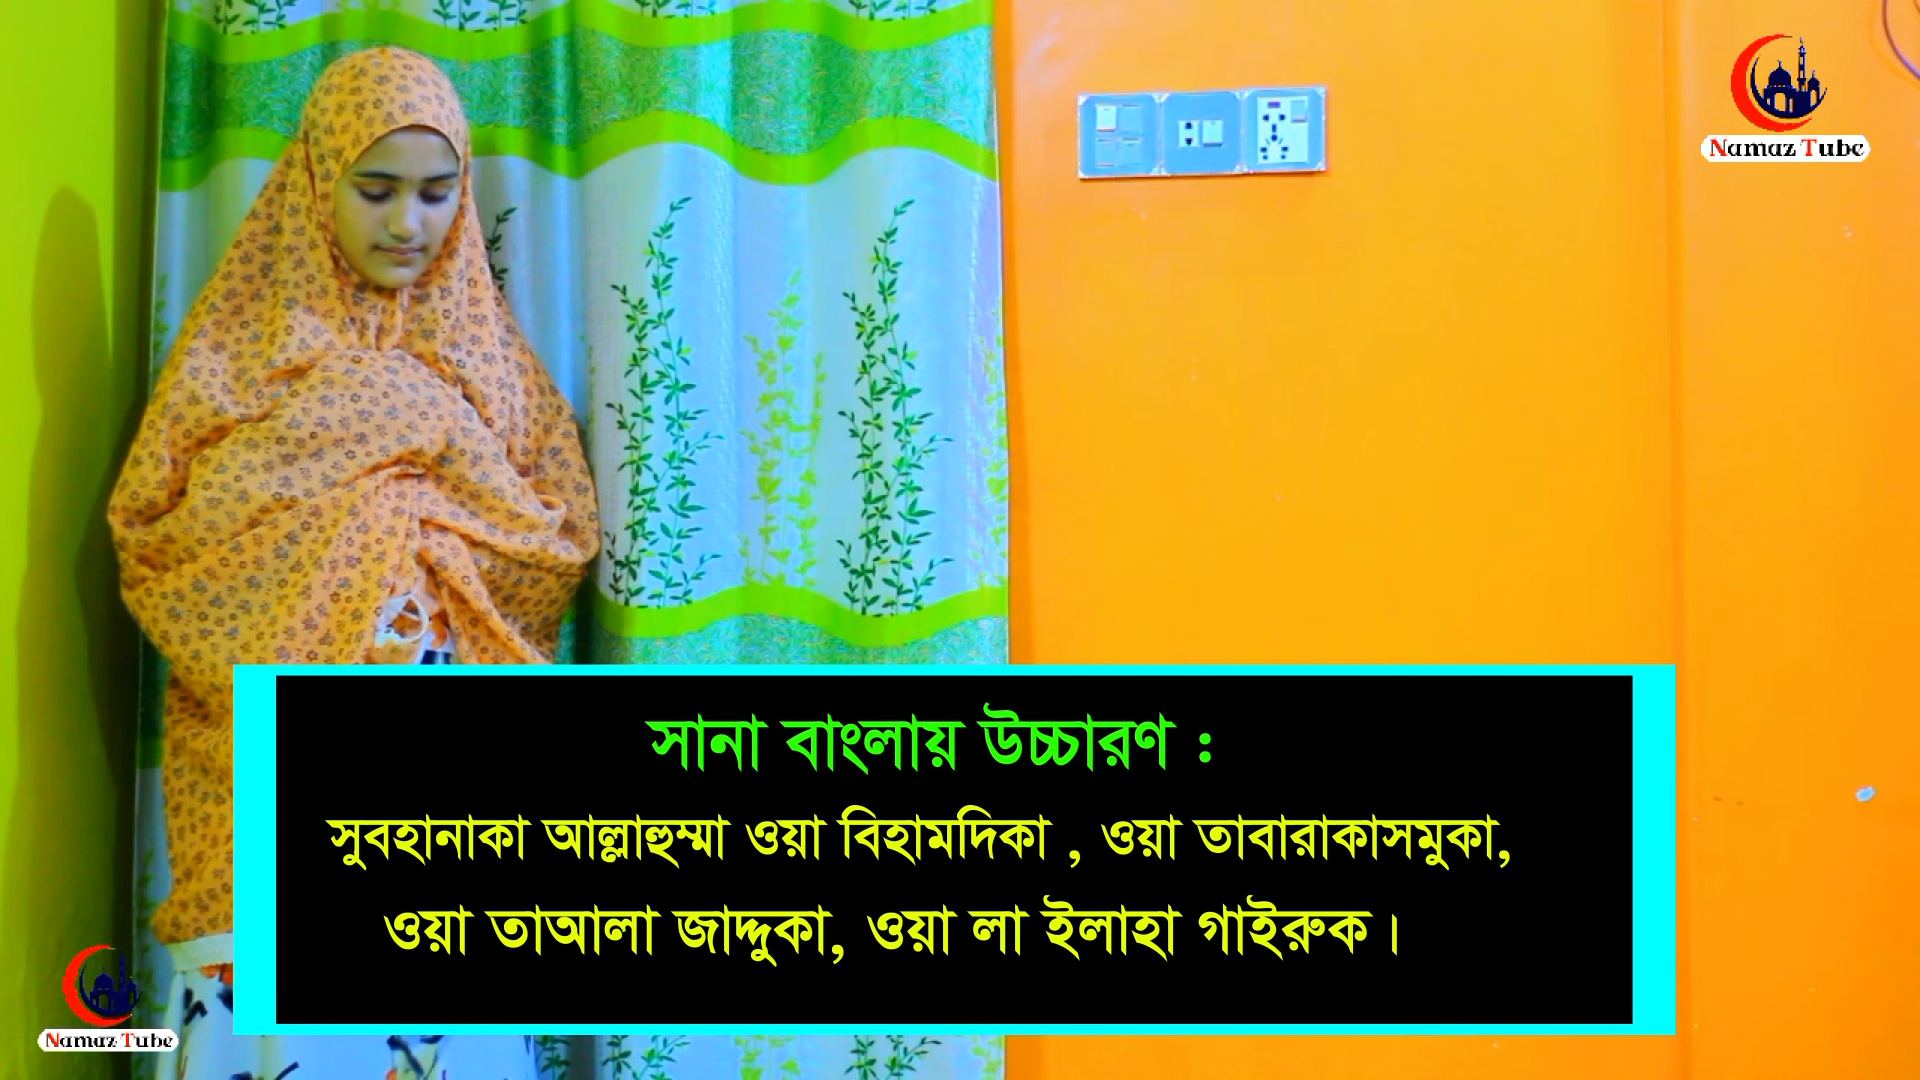 Namaz Tube
সানা বাংলায় উচ্চারণ :
সুবহানাকা আল্লাহুম্মা ওয়া বিহামদিকা , ওয়া তাবারাকাসমুকা,
ওয়া তাআলা জাদ্দুকা, ওয়া লা ইলাহা গাইরুক।
Namaz Tube